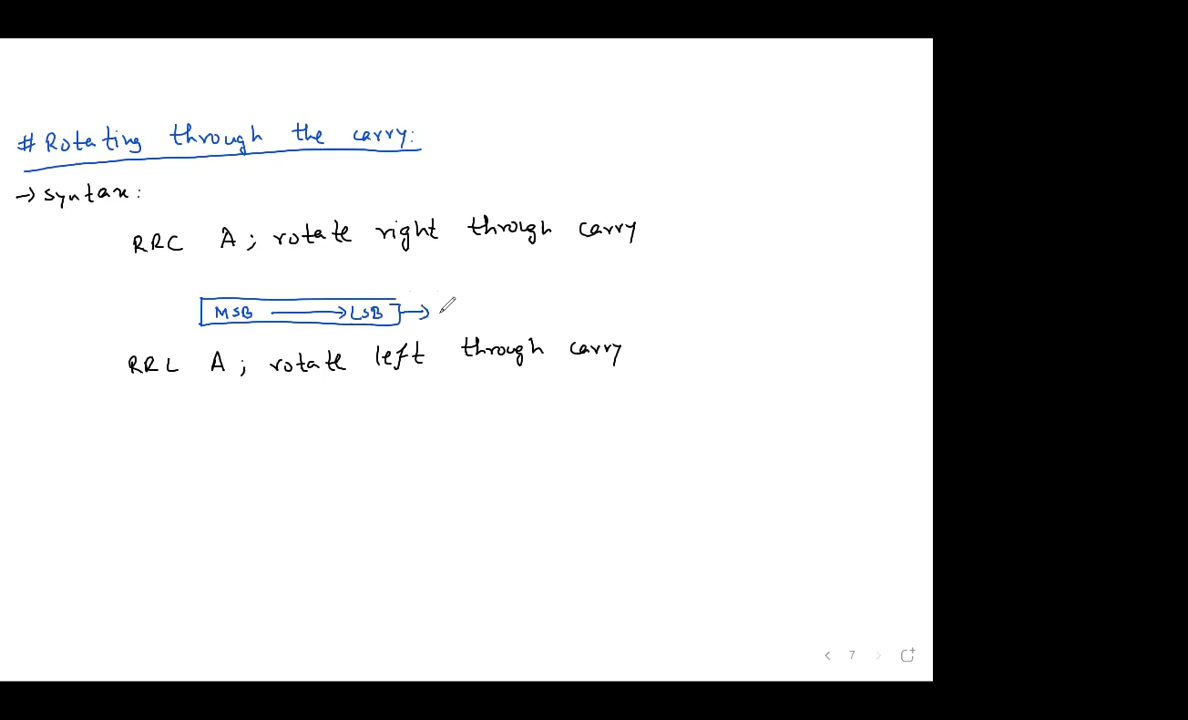 # Rotating through the carry:
→ syntax:
RRC A ; rotate right through carry
MSB → LSB →
RRL A ; rotate left through carry
< 7 >